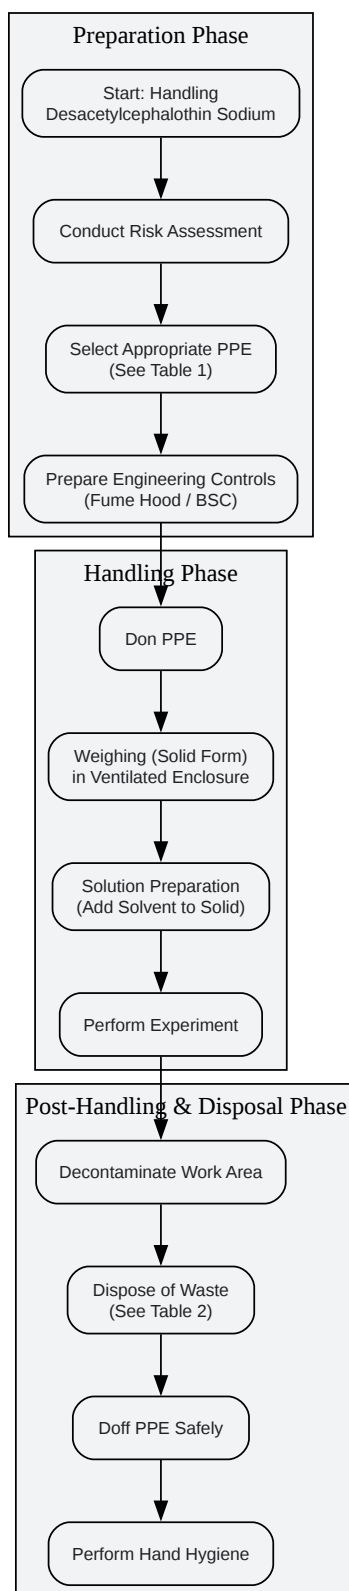 Preparation Phase
Start: Handling
Desacetylcephalothin Sodium
Conduct Risk Assessment
Select Appropriate PPE
(See Table 1)
Prepare Engineering Controls
(Fume Hood / BSC)
Handling Phase
Don PPE
Weighing (Solid Form)
in Ventilated Enclosure
Solution Preparation
(Add Solvent to Solid)
Perform Experiment
Post-Handling & Disposal Phase
Decontaminate Work Area
Dispose of Waste
(See Table 2)
Doff PPE Safely
Perform Hand Hygiene